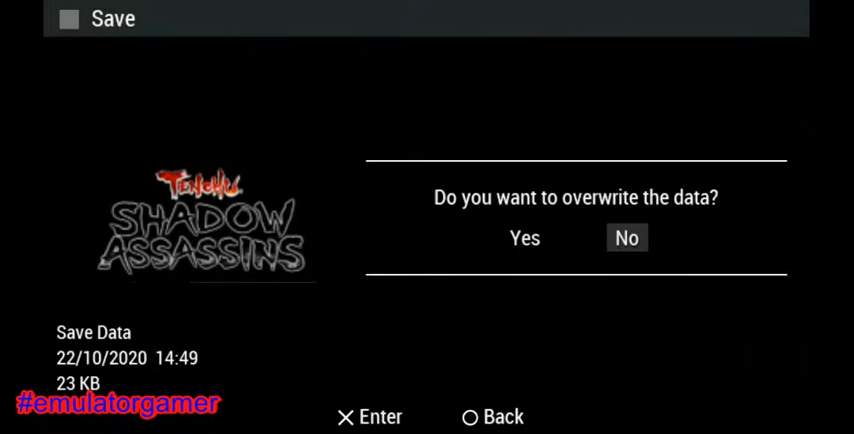 Save
TENCHU
SHADOW
ASSASSINS
Do you want to overwrite the data?
Yes No
Save Data
22/10/2020 14:49
23 KB
#emulatorgamer
Enter Back